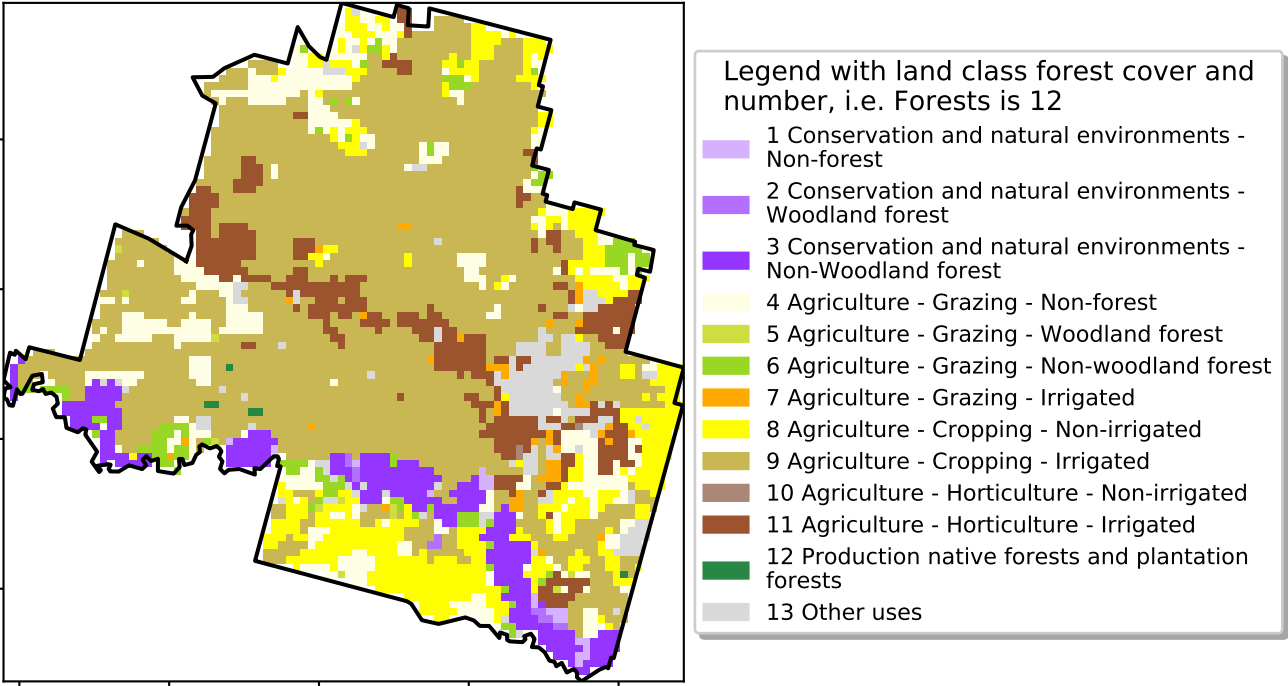 Legend with land class forest cover and
number, i.e. Forests is 12
1 Conservation and natural environments -
Non-forest
2 Conservation and natural environments -
Woodland forest
3 Conservation and natural environments -
Non-Woodland forest
4 Agriculture - Grazing - Non-forest
5 Agriculture - Grazing - Woodland forest
6 Agriculture - Grazing - Non-woodland forest
7 Agriculture - Grazing - Irrigated
8 Agriculture - Cropping - Non-irrigated
9 Agriculture - Cropping - Irrigated
10 Agriculture - Horticulture - Non-irrigated
11 Agriculture - Horticulture - Irrigated
12 Production native forests and plantation
forests
13 Other uses